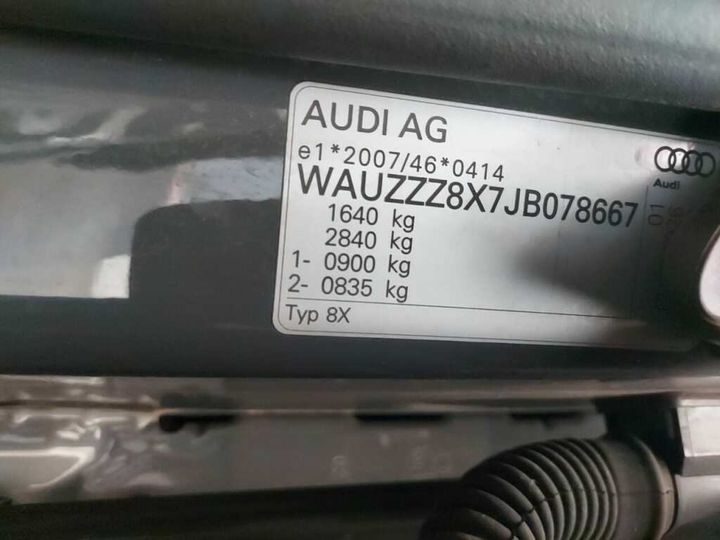 AUDI AG
e1*2007/46*0414
Audi
WAUZZZ8X7JB078667
1640 kg
2840 kg
1- 0900 kg
2- 0835 kg
Typ 8X